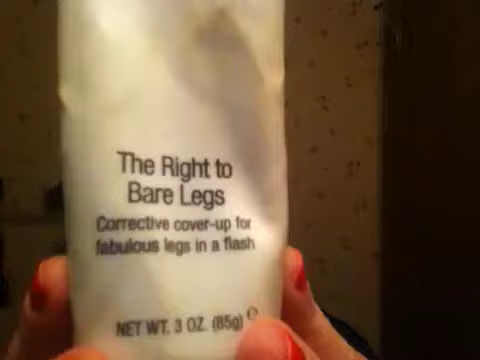 The Right to
Bare Legs
Corrective cover-up for
fabulous legs in a flash
NET WT. 3 OZ. (85g) e